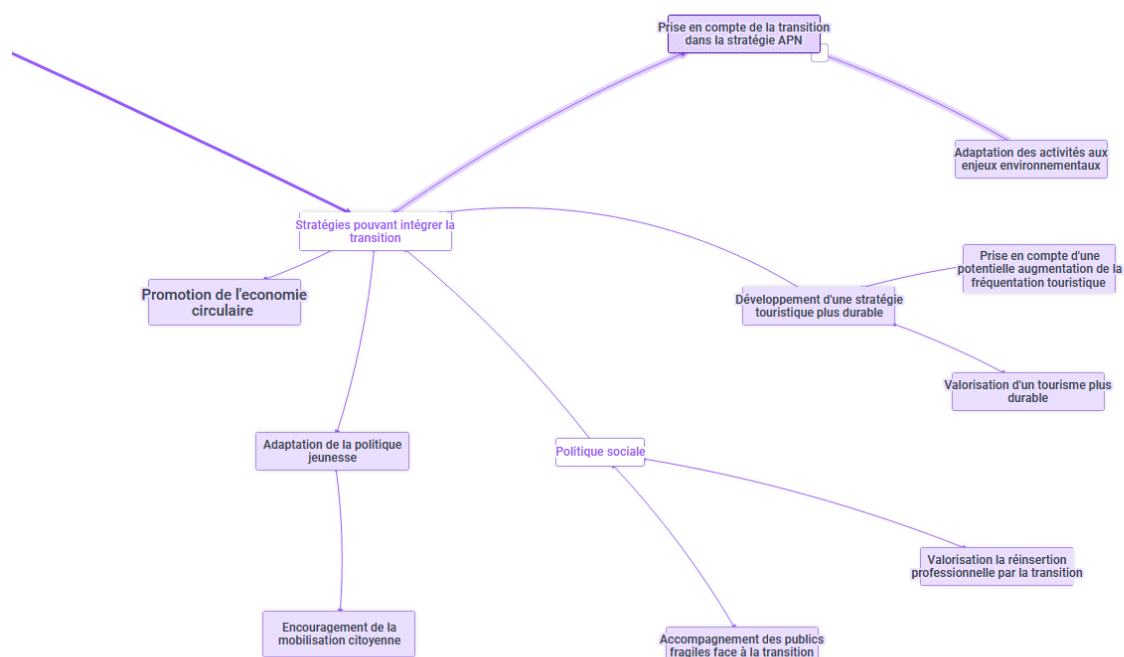 Prise en compte de la transition
dans la stratégie APN
Adaptation des activités aux
enjeux environnementaux
Stratégies pouvant intégrer la
transition
Promotion de l'economie
circulaire
Prise en compte d'une
potentielle augmentation de la
fréquentation touristique
Développement d'une stratégie
touristique plus durable
Valorisation d'un tourisme plus
durable
Adaptation de la politique
jeunesse
Politique sociale
Valorisation la réinsertion
professionnelle par la transition
Encouragement de la
mobilisation citoyenne
Accompagnement des publics
fragiles face à la transition